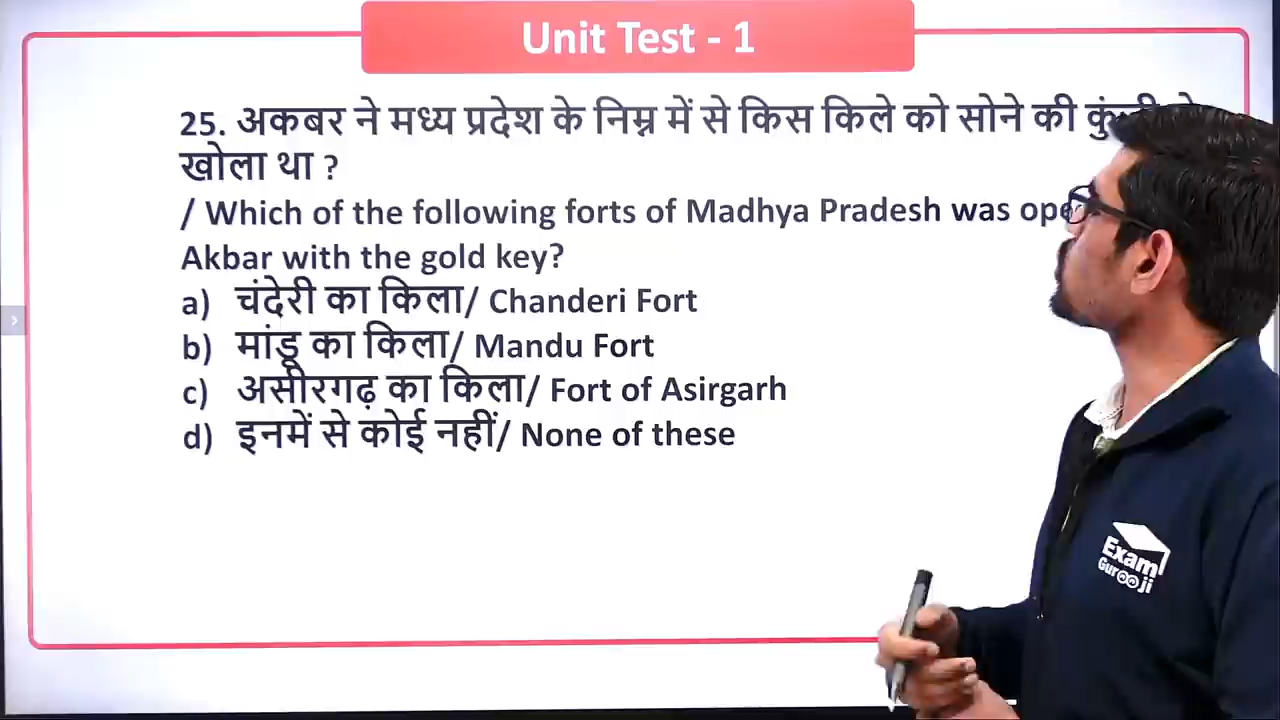 Unit Test - 1
25. अकबर ने मध्य प्रदेश के निम्न में से किस किले को सोने की
खोला था ?
/ Which of the following forts of Madhya Pradesh was
Akbar with the gold key?
a) चंदेरी का किला/ Chanderi Fort
b) मांडू का किला/ Mandu Fort
c) असीरगढ़ का किला/ Fort of Asirgarh
d) इनमें से कोई नहीं/ None of these
Exam
Gurooji